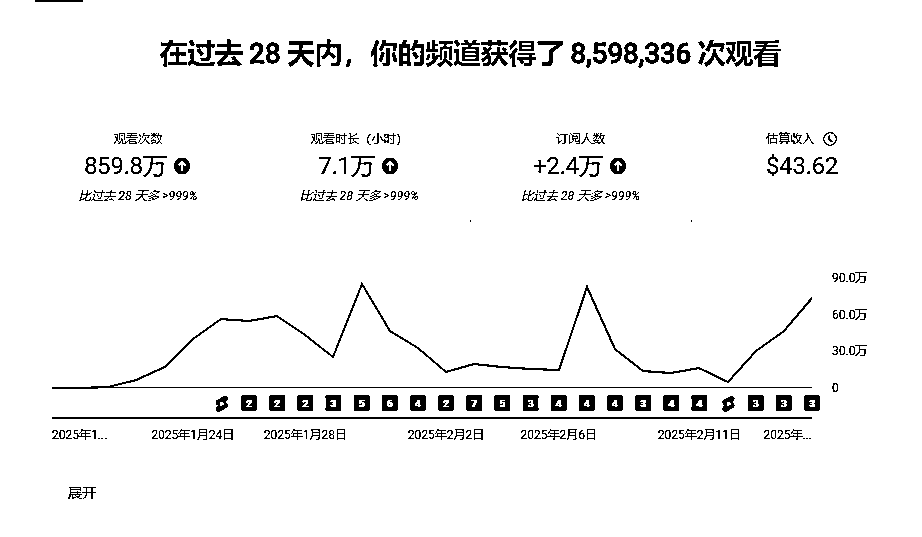 在过去 28 天内，你的频道获得了 8,598,336 次观看
观看次数
859.8万
比过去 28 天多 >999%
观看时长（小时）
7.1万
比过去 28 天多 >999%
订阅人数
+2.4万
比过去 28 天多 >999%
估算收入
$43.62
90.0万
60.0万
30.0万
0
2 2 2 3 5 6 4 2 7 5 3 4 4 4 3 4 4 3 3 3
2025年1... 2025年1月24日 2025年1月28日 2025年2月2日 2025年2月6日 2025年2月11日 2025年...
展开